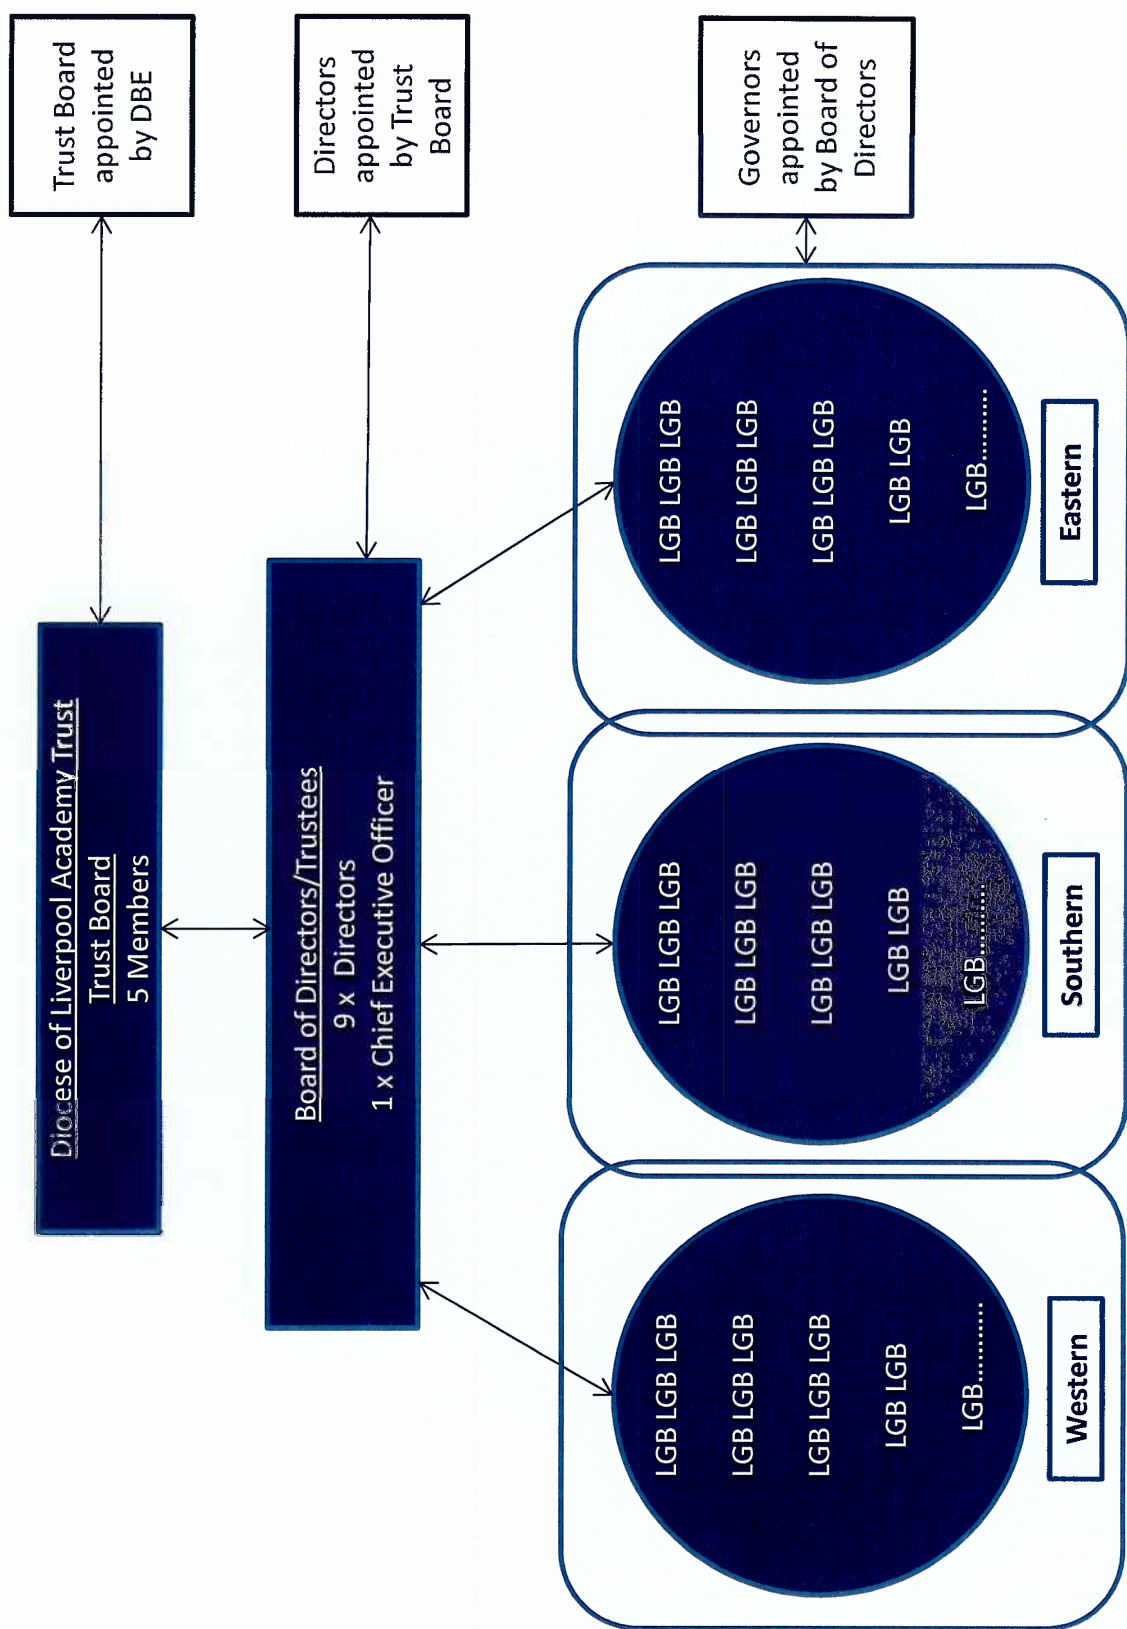 Diocese of Liverpool Academy Trust
Trust Board
5 Members
Trust Board
appointed
by DBE
Board of Directors/Trustees
9 x Directors
1 x Chief Executive Officer
Directors
appointed
by Trust
Board
LGB LGB LGB
LGB LGB LGB
LGB LGB LGB
LGB LGB
LGB............
Western
LGB LGB LGB
LGB LGB LGB
LGB LGB LGB
LGB LGB
LGB............
Southern
LGB LGB LGB
LGB LGB LGB
LGB LGB LGB
LGB LGB
LGB............
Eastern
Governors
appointed
by Board of
Directors